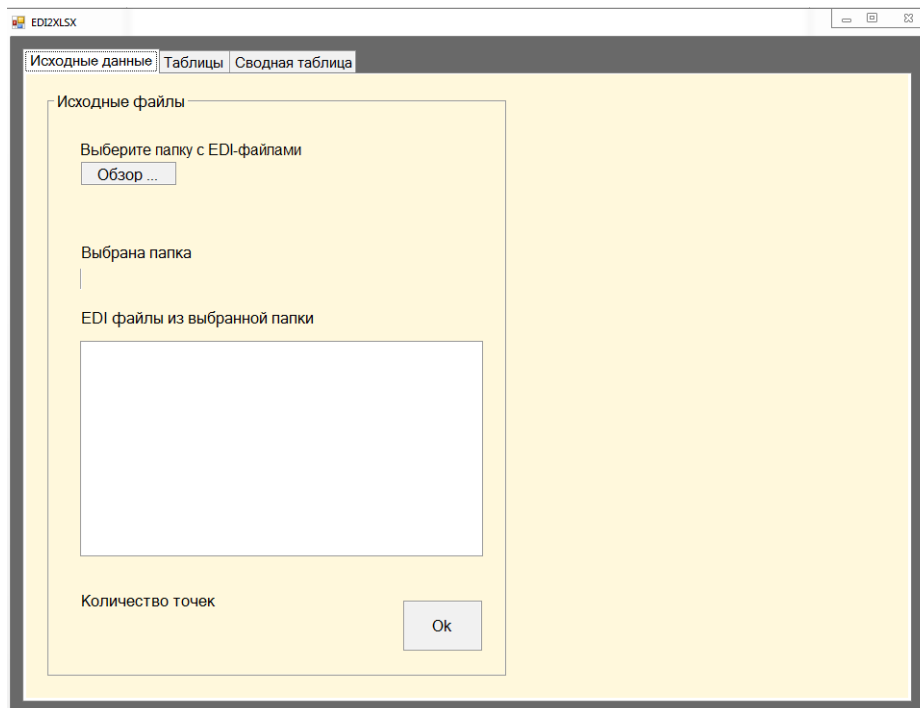 EDI2XLSX
Исходные данные Таблицы Сводная таблица
Исходные файлы
Выберите папку с EDI-файлами
Обзор ...
Выбрана папка
EDI файлы из выбранной папки
Количество точек
Ok